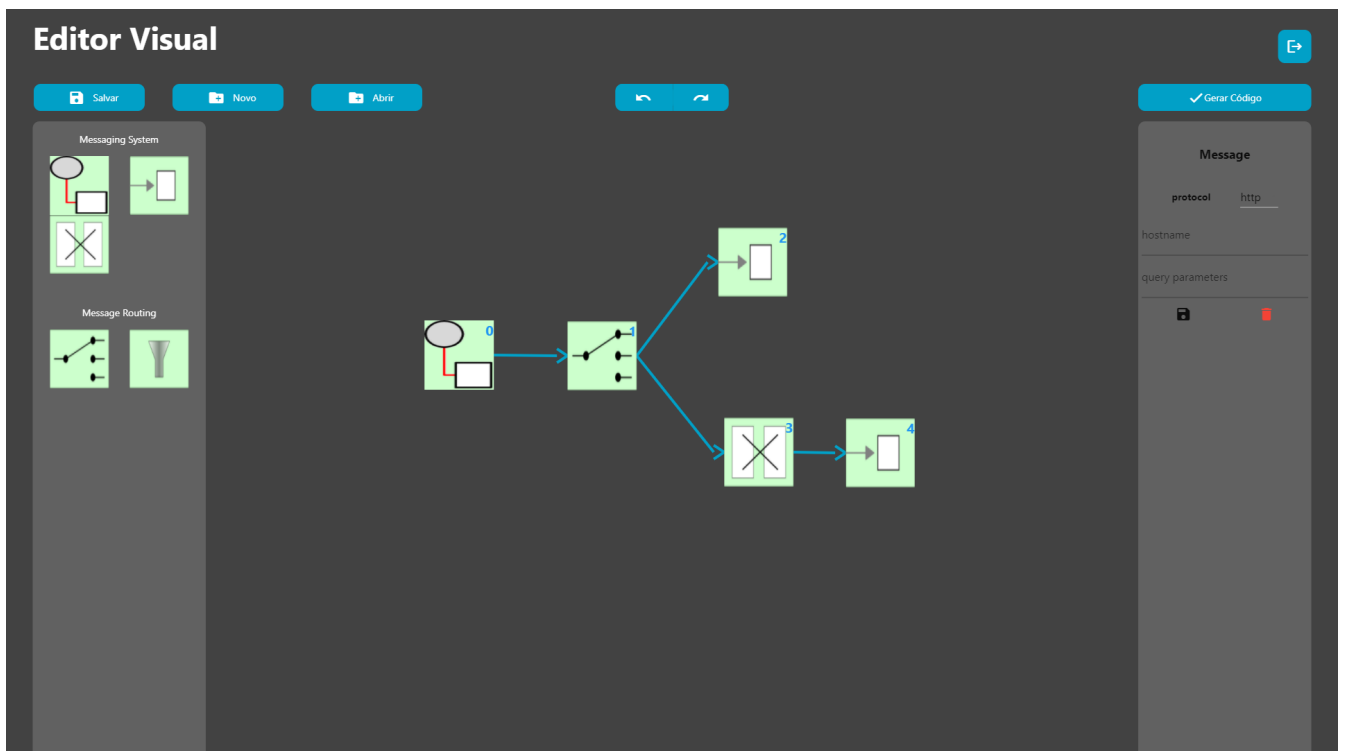 Editor Visual
Salvar
Novo
Abrir
Gerar Código
Messaging System
Message Routing
0
1
2
3
4
Message
protocol http
hostname
query parameters